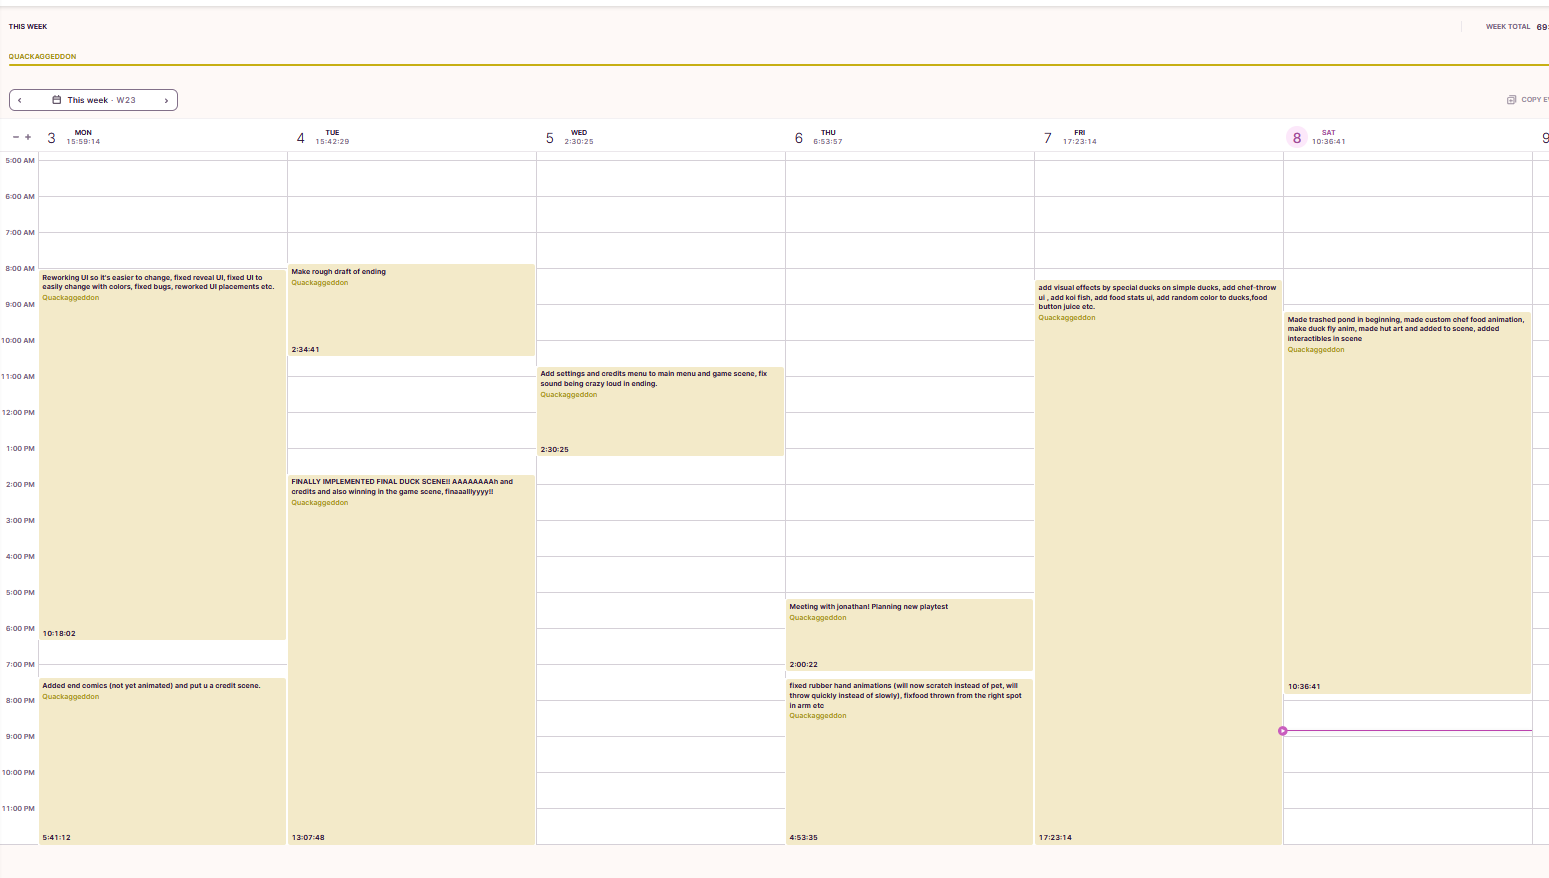 THIS WEEK
WEEK TOTAL 69:
QUACKAGGEDDON
This week - W23
COPY EV
3 MON 15:59:14
4 TUE 15:42:29
5 WED 2:30:25
6 THU 6:53:57
7 FRI 17:23:14
8 SAT 10:36:41
9
5:00 AM
6:00 AM
7:00 AM
8:00 AM
9:00 AM
10:00 AM
11:00 AM
12:00 PM
1:00 PM
2:00 PM
3:00 PM
4:00 PM
5:00 PM
6:00 PM
7:00 PM
8:00 PM
9:00 PM
10:00 PM
11:00 PM
Reworking UI so it's easier to change, fixed reveal UI, fixed UI to
easily change with colors, fixed bugs, reworked UI placements etc.
Quackaggeddon
10:18:02
Added end comics (not yet animated) and put u a credit scene.
Quackaggeddon
5:41:12
Make rough draft of ending
Quackaggeddon
2:34:41
FINALLY IMPLEMENTED FINAL DUCK SCENE!! AAAAAAAAh and
credits and also winning in the game scene, finaaalllyyyy!!
Quackaggeddon
13:07:48
Add settings and credits menu to main menu and game scene, fix
sound being crazy loud in ending.
Quackaggeddon
2:30:25
Meeting with jonathan! Planning new playtest
Quackaggeddon
2:00:22
fixed rubber hand animations (will now scratch instead of pet, will
throw quickly instead of slowly), fixfood thrown from the right spot
in arm etc
Quackaggeddon
4:53:35
add visual effects by special ducks on simple ducks, add chef-throw
ui , add koi fish, add food stats ui, add random color to ducks,food
button juice etc.
Quackaggeddon
17:23:14
Made trashed pond in beginning, made custom chef food animation,
make duck fly anim, made hut art and added to scene, added
interactibles in scene
Quackaggeddon
10:36:41